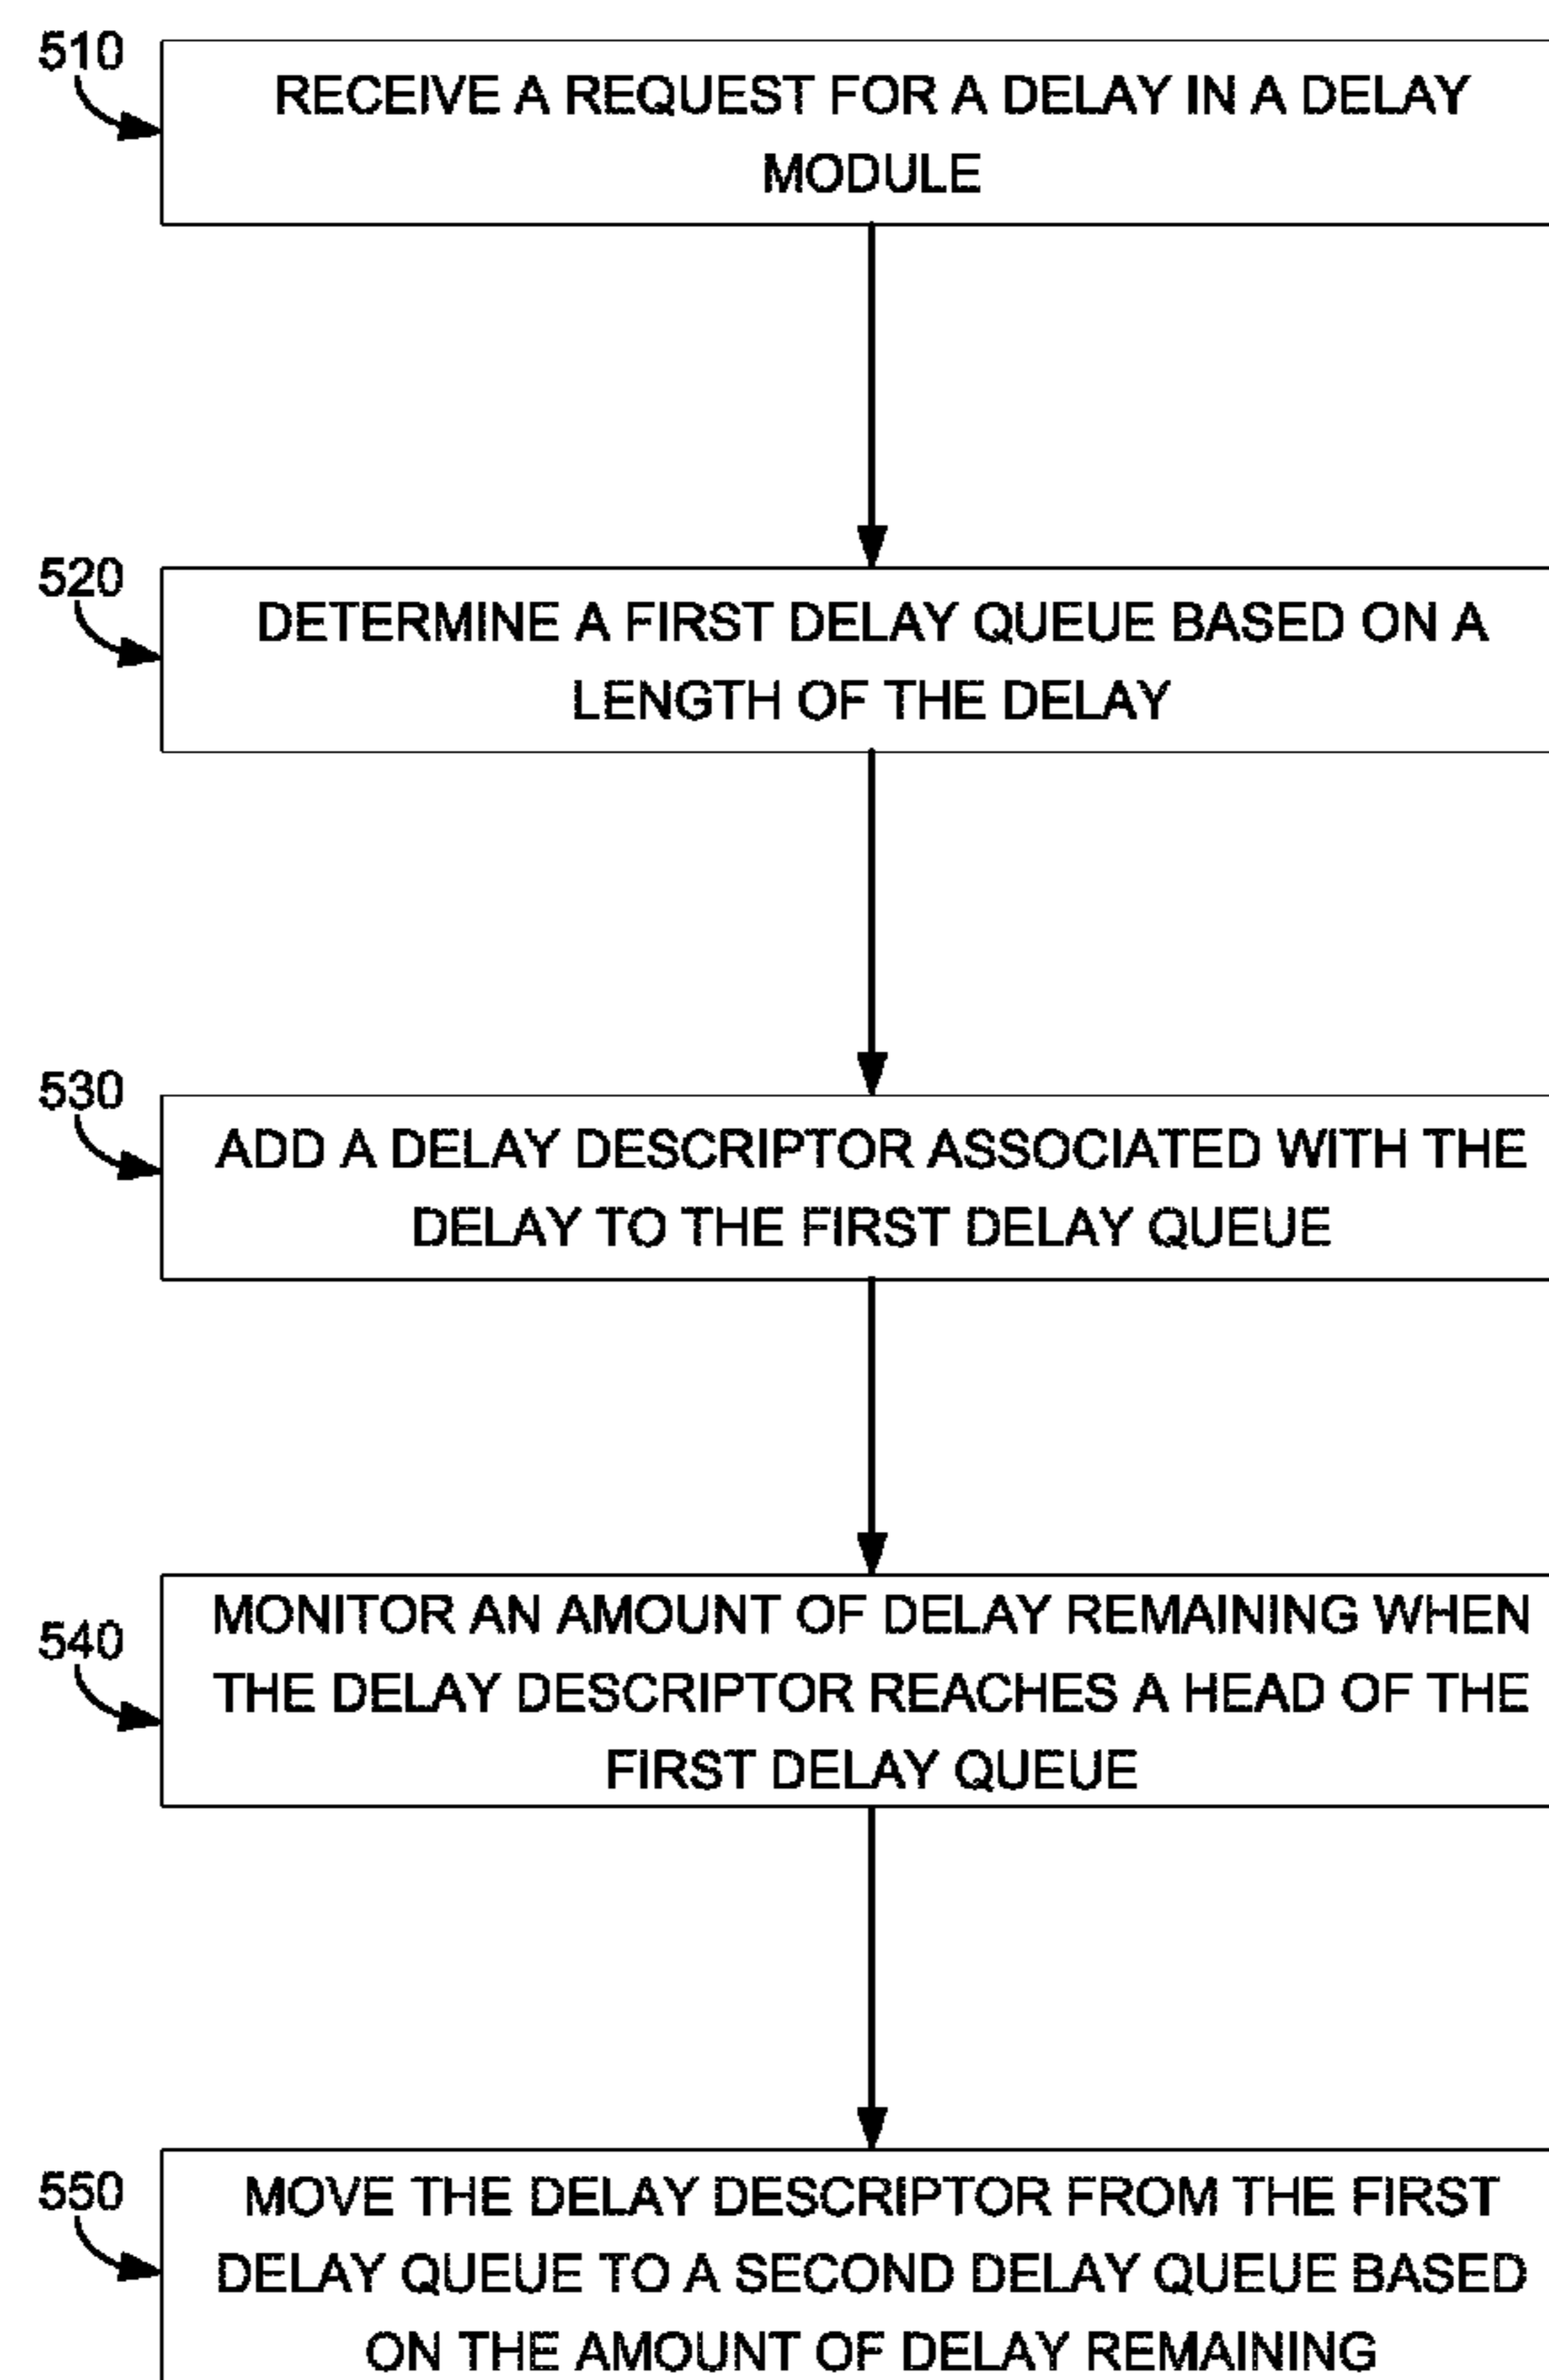 510
RECEIVE A REQUEST FOR A DELAY IN A DELAY
MODULE
520
DETERMINE A FIRST DELAY QUEUE BASED ON A
LENGTH OF THE DELAY
530
ADD A DELAY DESCRIPTOR ASSOCIATED WITH THE
DELAY TO THE FIRST DELAY QUEUE
540
MONITOR AN AMOUNT OF DELAY REMAINING WHEN
THE DELAY DESCRIPTOR REACHES A HEAD OF THE
FIRST DELAY QUEUE
550
MOVE THE DELAY DESCRIPTOR FROM THE FIRST
DELAY QUEUE TO A SECOND DELAY QUEUE BASED
ON THE AMOUNT OF DELAY REMAINING